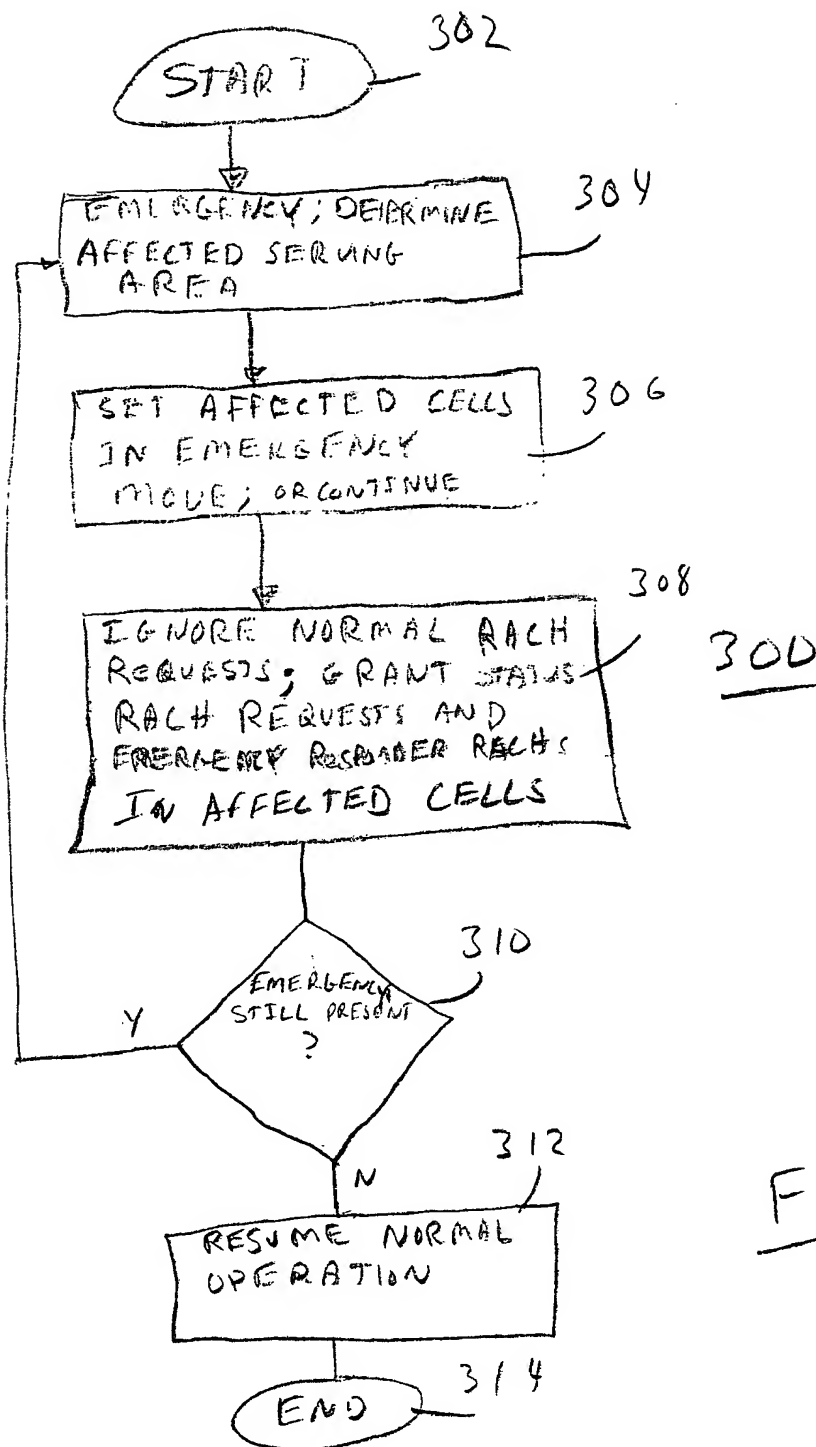 302
START
304
EMERGENCY; DETERMINE
AFFECTED SERVING
AREA
306
SET AFFECTED CELLS
IN EMERGENCY
MODE; OR CONTINUE
308
IGNORE NORMAL RACH
REQUESTS; GRANT STATUS
RACH REQUESTS AND
EMERGENCY RESPONDER RACHS
IN AFFECTED CELLS
300
310
EMERGENCY
STILL PRESENT
?
Y
N
312
RESUME NORMAL
OPERATION
F
314
END